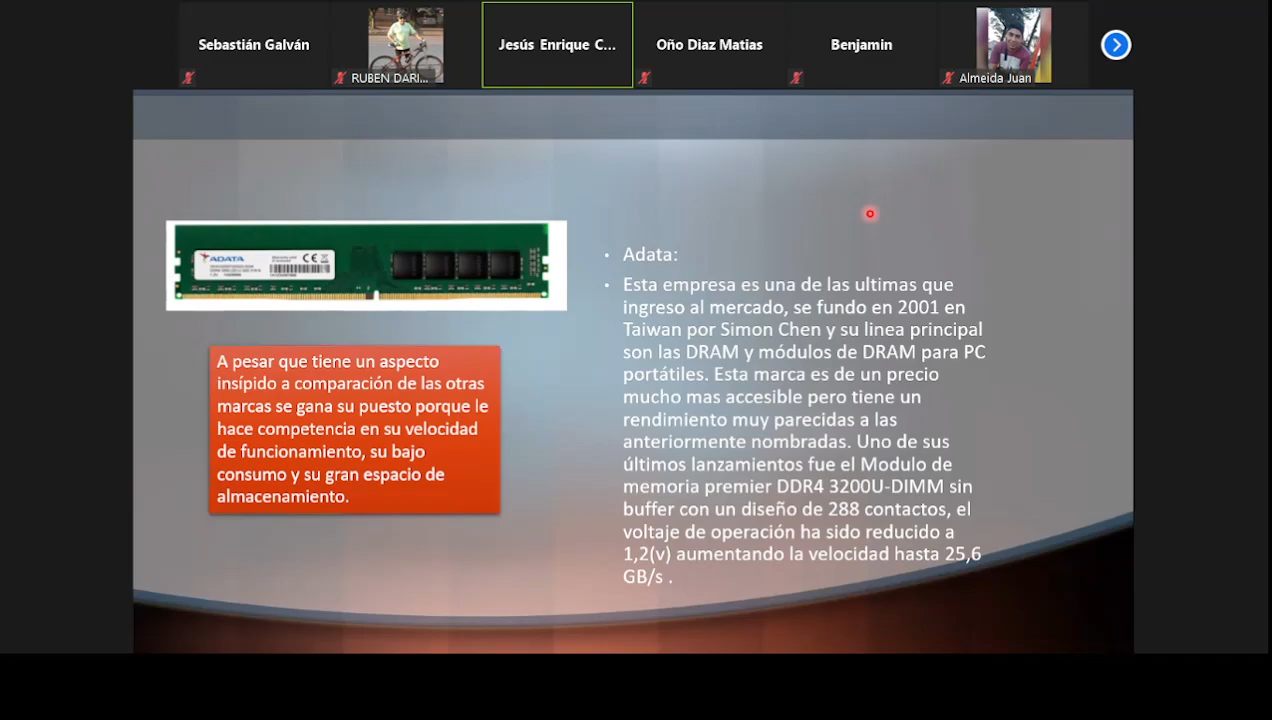 Sebastián Galván
RUBEN DARI...
Jesús Enrique C...
Oño Diaz Matias
Benjamin
Almeida Juan
ADATA
CE
A pesar que tiene un aspecto
insípido a comparación de las otras
marcas se gana su puesto porque le
hace competencia en su velocidad
de funcionamiento, su bajo
consumo y su gran espacio de
almacenamiento.
• Adata:
• Esta empresa es una de las ultimas que
ingreso al mercado, se fundo en 2001 en
Taiwan por Simon Chen y su linea principal
son las DRAM y módulos de DRAM para PC
portátiles. Esta marca es de un precio
mucho mas accesible pero tiene un
rendimiento muy parecidas a las
anteriormente nombradas. Uno de sus
últimos lanzamientos fue el Modulo de
memoria premier DDR4 3200U-DIMM sin
buffer con un diseño de 288 contactos, el
voltaje de operación ha sido reducido a
1,2(v) aumentando la velocidad hasta 25,6
GB/s .